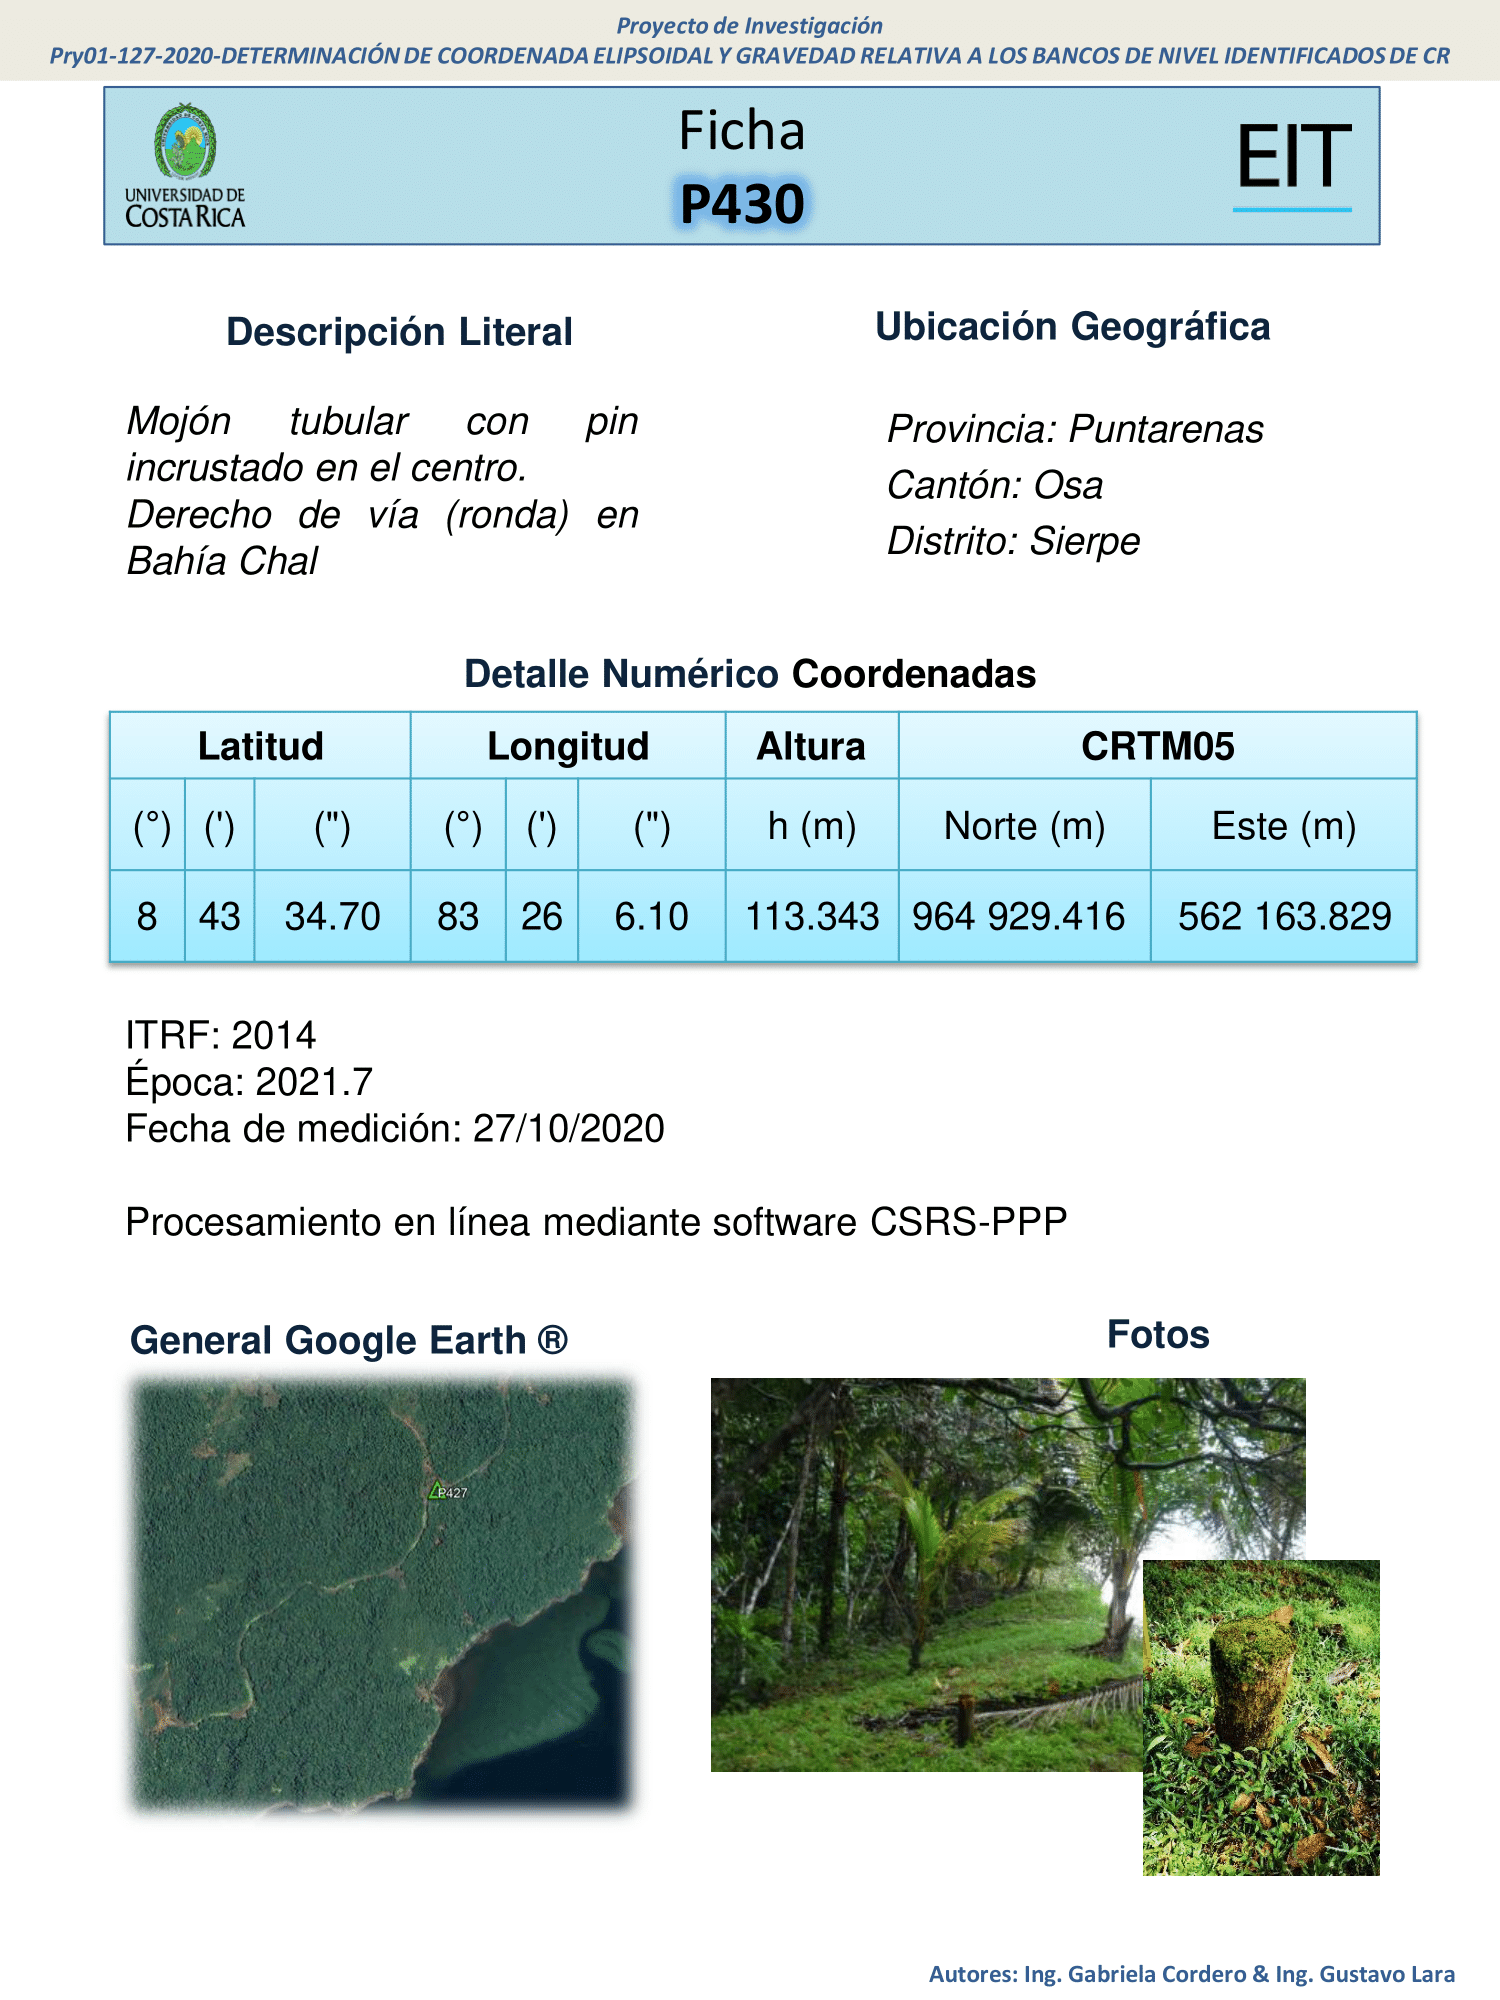 Proyecto de Investigación
Pry01-127-2020-DETERMINACIÓN DE COORDENADA ELIPSOIDAL Y GRAVEDAD RELATIVA A LOS BANCOS DE NIVEL IDENTIFICADOS DE CR
UNIVERSIDAD DE
COSTA RICA
Ficha
P430
EIT
Descripción Literal
Mojón tubular con pin
incrustado en el centro.
Derecho de vía (ronda) en
Bahía Chal
Ubicación Geográfica
Provincia: Puntarenas
Cantón: Osa
Distrito: Sierpe
Detalle Numérico Coordenadas
Latitud Longitud Altura CRTM05
(°) (') (") (°) (') (") h (m) Norte (m) Este (m)
8 43 34.70 83 26 6.10 113.343 964 929.416 562 163.829
ITRF: 2014
Época: 2021.7
Fecha de medición: 27/10/2020
Procesamiento en línea mediante software CSRS-PPP
General Google Earth ®
P427
Fotos
Autores: Ing. Gabriela Cordero & Ing. Gustavo Lara